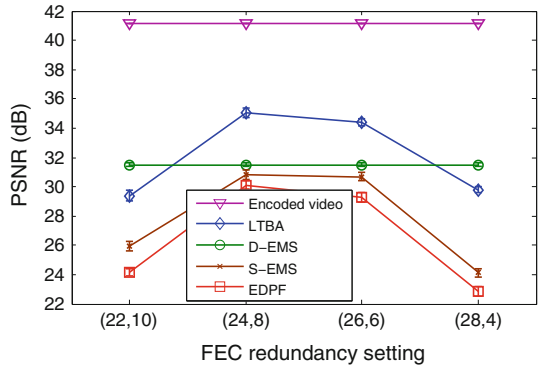 42
40
38
36
34
32
30
28
26
24
22
PSNR (dB)
Encoded video
LTBA
D-EMS
S-EMS
EDPF
(22,10)
(24,8)
(26,6)
(28,4)
FEC redundancy setting